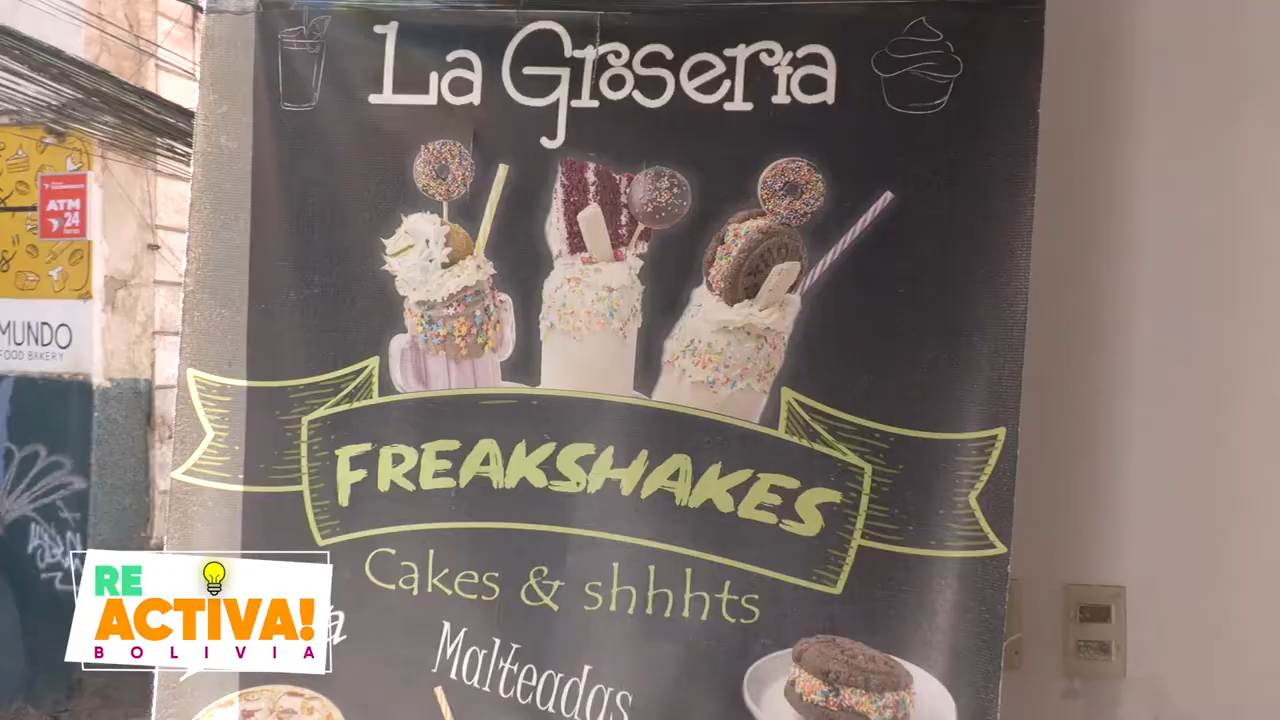 La Grosería
ATM
24
MUNDO
FOOD BAKERY
FREAKSHAKES
Cakes & shhhts
Malteadas
RE
ACTIVA!
BOLIVIA